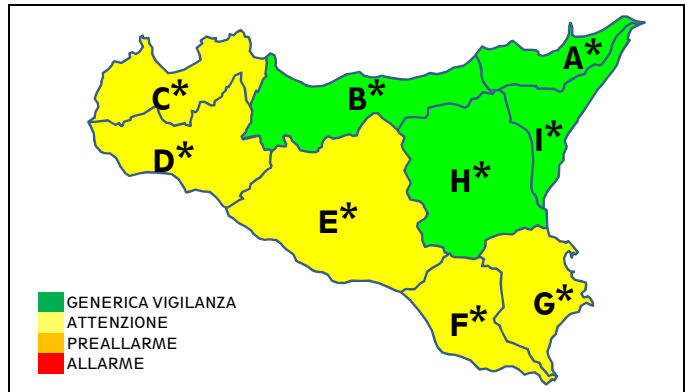 A*
C*
B*
I*
D*
H*
E*
G*
F*
GENERICA VIGILANZA
ATTENZIONE
PREALLARME
ALLARME